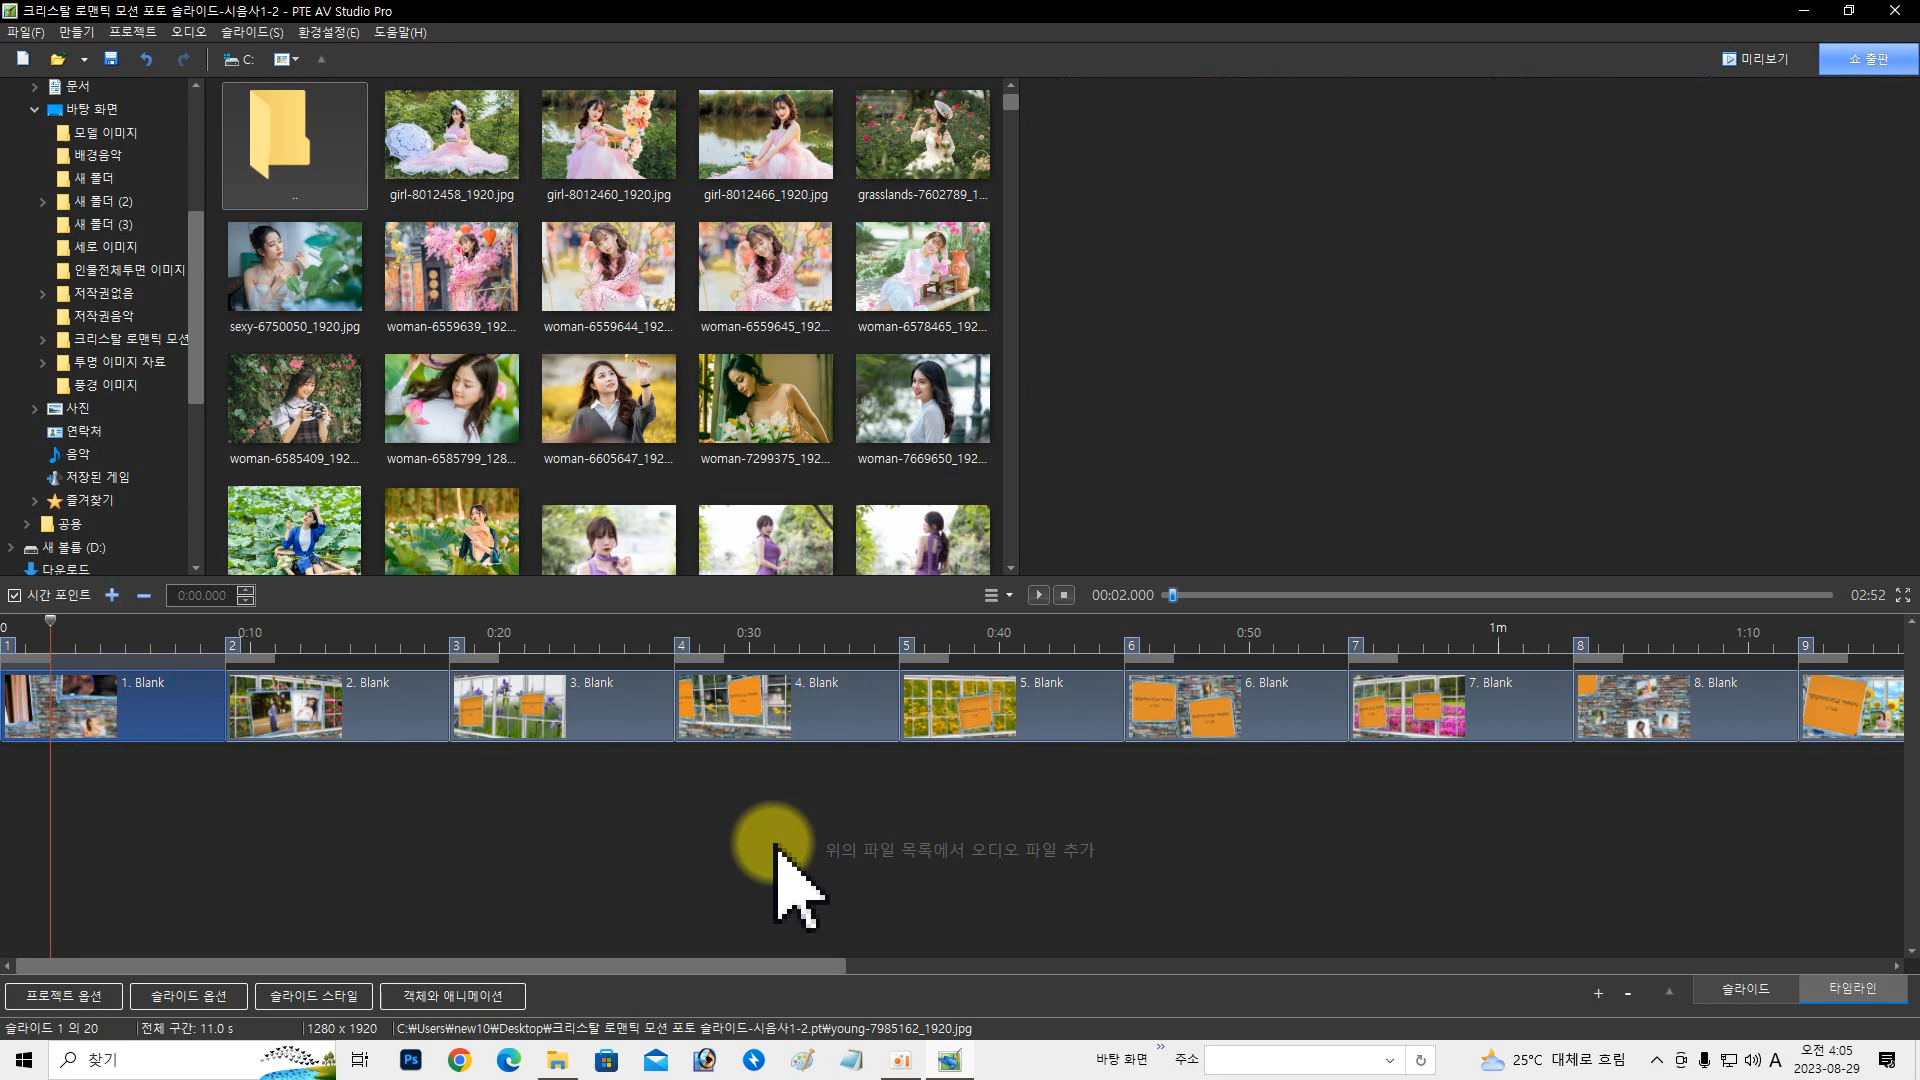 크리스탈 로맨틱 모션 포토 슬라이드-시음사1-2 - PTE AV Studio Pro
파일(F) 만들기 프로젝트 오디오 슬라이드(S) 환경설정(E) 도움말(H)
C: 미리보기 쇼 출판
문서
바탕 화면
모델 이미지
배경음악
새 폴더
새 폴더 (2)
새 폴더 (3)
세로 이미지
인물전체투면 이미지
저작권없음
저작권음악
크리스탈 로맨틱 모션
투명 이미지 자료
풍경 이미지
사진
연락처
음악
저장된 게임
즐겨찾기
공용
새 볼륨 (D:)
다운로드
..
girl-8012458_1920.jpg
girl-8012460_1920.jpg
girl-8012466_1920.jpg
grasslands-7602789_1...
sexy-6750050_1920.jpg
woman-6559639_192...
woman-6559644_192...
woman-6559645_192...
woman-6578465_192...
woman-6585409_192...
woman-6585799_128...
woman-6605647_192...
woman-7299375_192...
woman-7669650_192...
시간 포인트 0:00.000 00:02.000 02:52
0 0:10 0:20 0:30 0:40 0:50 1m 1:10
1 2 3 4 5 6 7 8 9
1. Blank 2. Blank 3. Blank 4. Blank 5. Blank 6. Blank 7. Blank 8. Blank
위의 파일 목록에서 오디오 파일 추가
프로젝트 옵션 슬라이드 옵션 슬라이드 스타일 객체와 애니메이션 + - 슬라이드 타임라인
슬라이드 1 의 20 전체 구간: 11.0 s 1280 x 1920 C:₩Users₩new10₩Desktop₩크리스탈 로맨틱 모션 포토 슬라이드-시음사1-2.pt₩young-7985162_1920.jpg
찾기 Ps 바탕 화면 » 주소 25°C 대체로 흐림 A 오전 4:05
2023-08-29